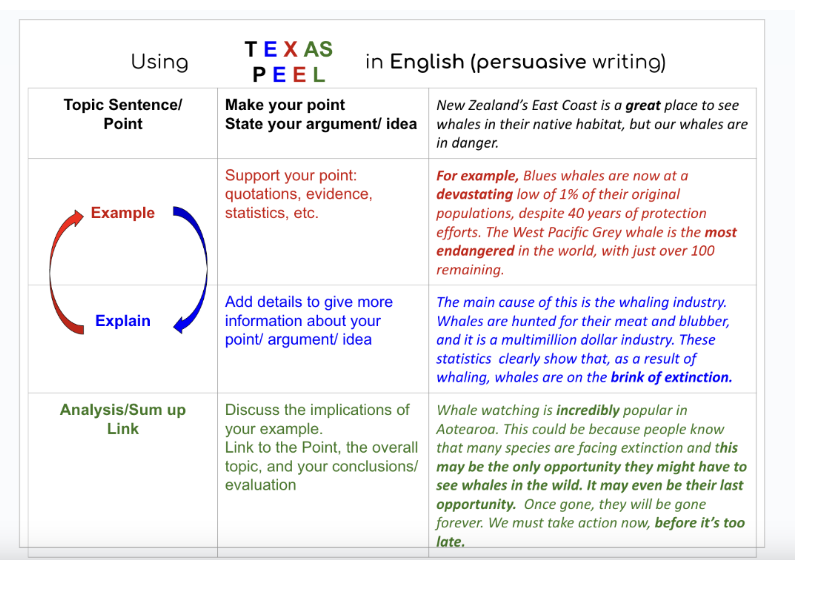 Using
TEXAS
PEEL
in English (persuasive writing)
Topic Sentence/
Point
Make your point
State your argument/ idea
New Zealand's East Coast is a great place to see
whales in their native habitat, but our whales are
in danger.
Example
Support your point:
quotations, evidence,
statistics, etc.
For example, Blues whales are now at a
devastating low of 1% of their original
populations, despite 40 years of protection
efforts. The West Pacific Grey whale is the most
endangered in the world, with just over 100
remaining.
Explain
Add details to give more
information about your
point/ argument/ idea
The main cause of this is the whaling industry.
Whales are hunted for their meat and blubber,
and it is a multimillion dollar industry. These
statistics clearly show that, as a result of
whaling, whales are on the brink of extinction.
Analysis/Sum up
Link
Discuss the implications of
your example.
Link to the Point, the overall
topic, and your conclusions/
evaluation
Whale watching is incredibly popular in
Aotearoa. This could be because people know
that many species are facing extinction and this
may be the only opportunity they might have to
see whales in the wild. It may even be their last
opportunity. Once gone, they will be gone
forever. We must take action now, before it's too
late.